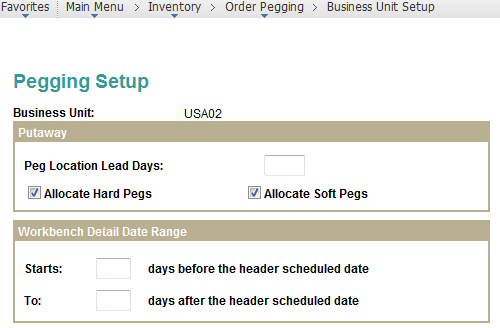 Favorites Main Menu > Inventory > Order Pegging > Business Unit Setup
Pegging Setup
Business Unit: USA02
Putaway
Peg Location Lead Days:
Allocate Hard Pegs Allocate Soft Pegs
Workbench Detail Date Range
Starts: days before the header scheduled date
To: days after the header scheduled date